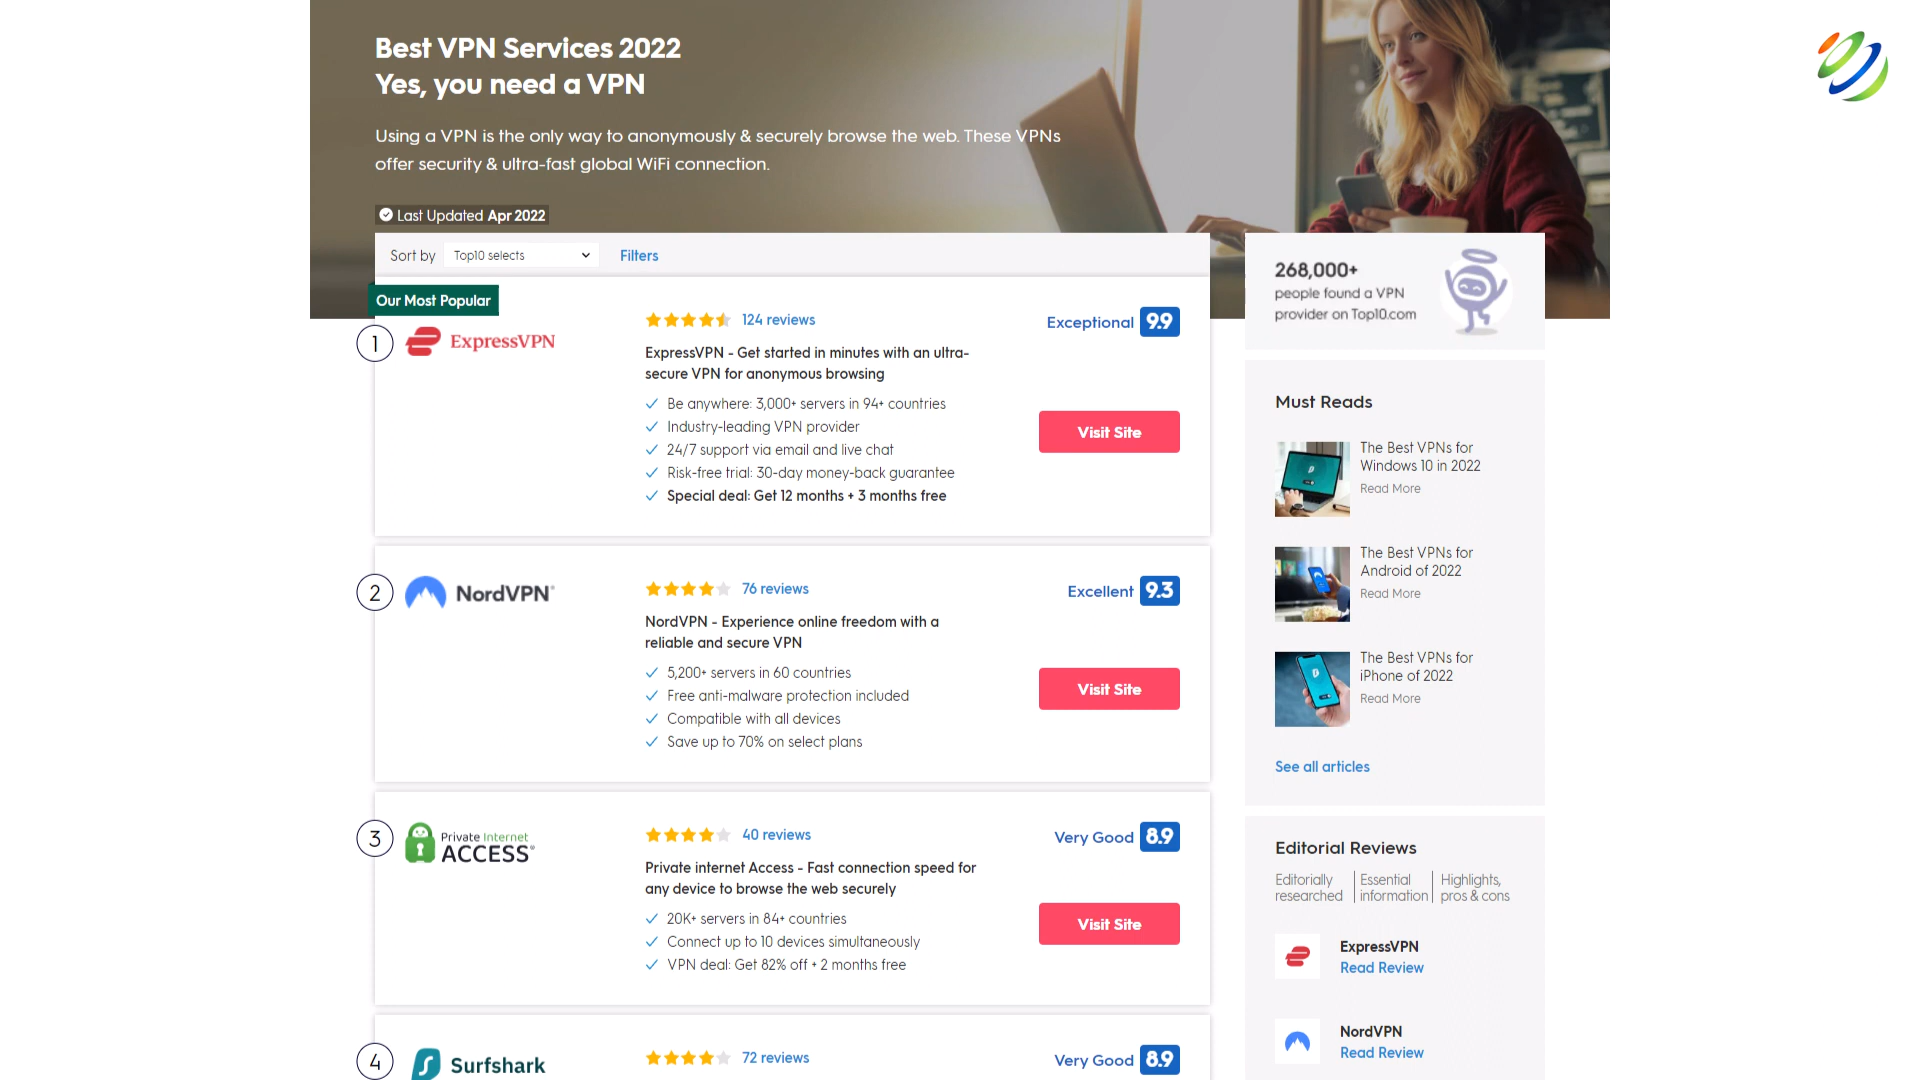 Best VPN Services 2022
Yes, you need a VPN
Using a VPN is the only way to anonymously & securely browse the web. These VPNs
offer security & ultra-fast global WiFi connection.
Last Updated Apr 2022
Sort by Top10 selects Filters
Our Most Popular
1 ExpressVPN
124 reviews
Exceptional 9.9
ExpressVPN - Get started in minutes with an ultra-
secure VPN for anonymous browsing
Be anywhere: 3,000+ servers in 94+ countries
Industry-leading VPN provider
24/7 support via email and live chat
Risk-free trial: 30-day money-back guarantee
Special deal: Get 12 months + 3 months free
Visit Site
2 NordVPN®
76 reviews
Excellent 9.3
NordVPN - Experience online freedom with a
reliable and secure VPN
5,200+ servers in 60 countries
Free anti-malware protection included
Compatible with all devices
Save up to 70% on select plans
Visit Site
3 Private Internet
ACCESS®
40 reviews
Very Good 8.9
Private internet Access - Fast connection speed for
any device to browse the web securely
20K+ servers in 84+ countries
Connect up to 10 devices simultaneously
VPN deal: Get 82% off + 2 months free
Visit Site
4 Surfshark
72 reviews
Very Good 8.9
268,000+
people found a VPN
provider on Top10.com
Must Reads
The Best VPNs for
Windows 10 in 2022
Read More
The Best VPNs for
Android of 2022
Read More
The Best VPNs for
iPhone of 2022
Read More
See all articles
Editorial Reviews
Editorially
researched
Essential
information
Highlights,
pros & cons
ExpressVPN
Read Review
NordVPN
Read Review